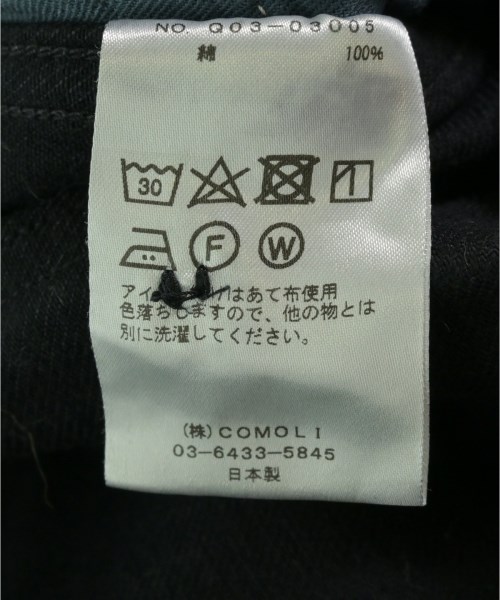 NO. Q03-03005
綿 100%
30
F W
アイ はあて布使用
色落ちしますので、他の物とは
別に洗濯してください。
(株)COMOLI
03-6433-5845
日本製